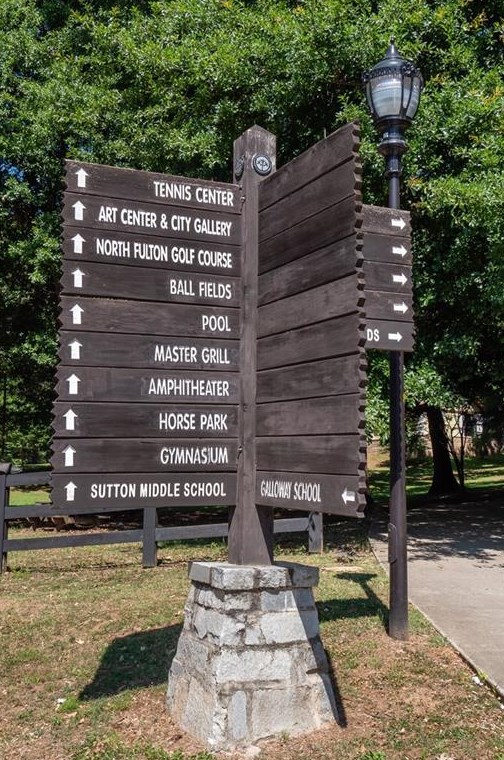 TENNIS CENTER
ART CENTER & CITY GALLERY
NORTH FULTON GOLF COURSE
BALL FIELDS
POOL
MASTER GRILL
AMPHITHEATER
HORSE PARK
GYMNASIUM
SUTTON MIDDLE SCHOOL
GALLOWAY SCHOOL
DS